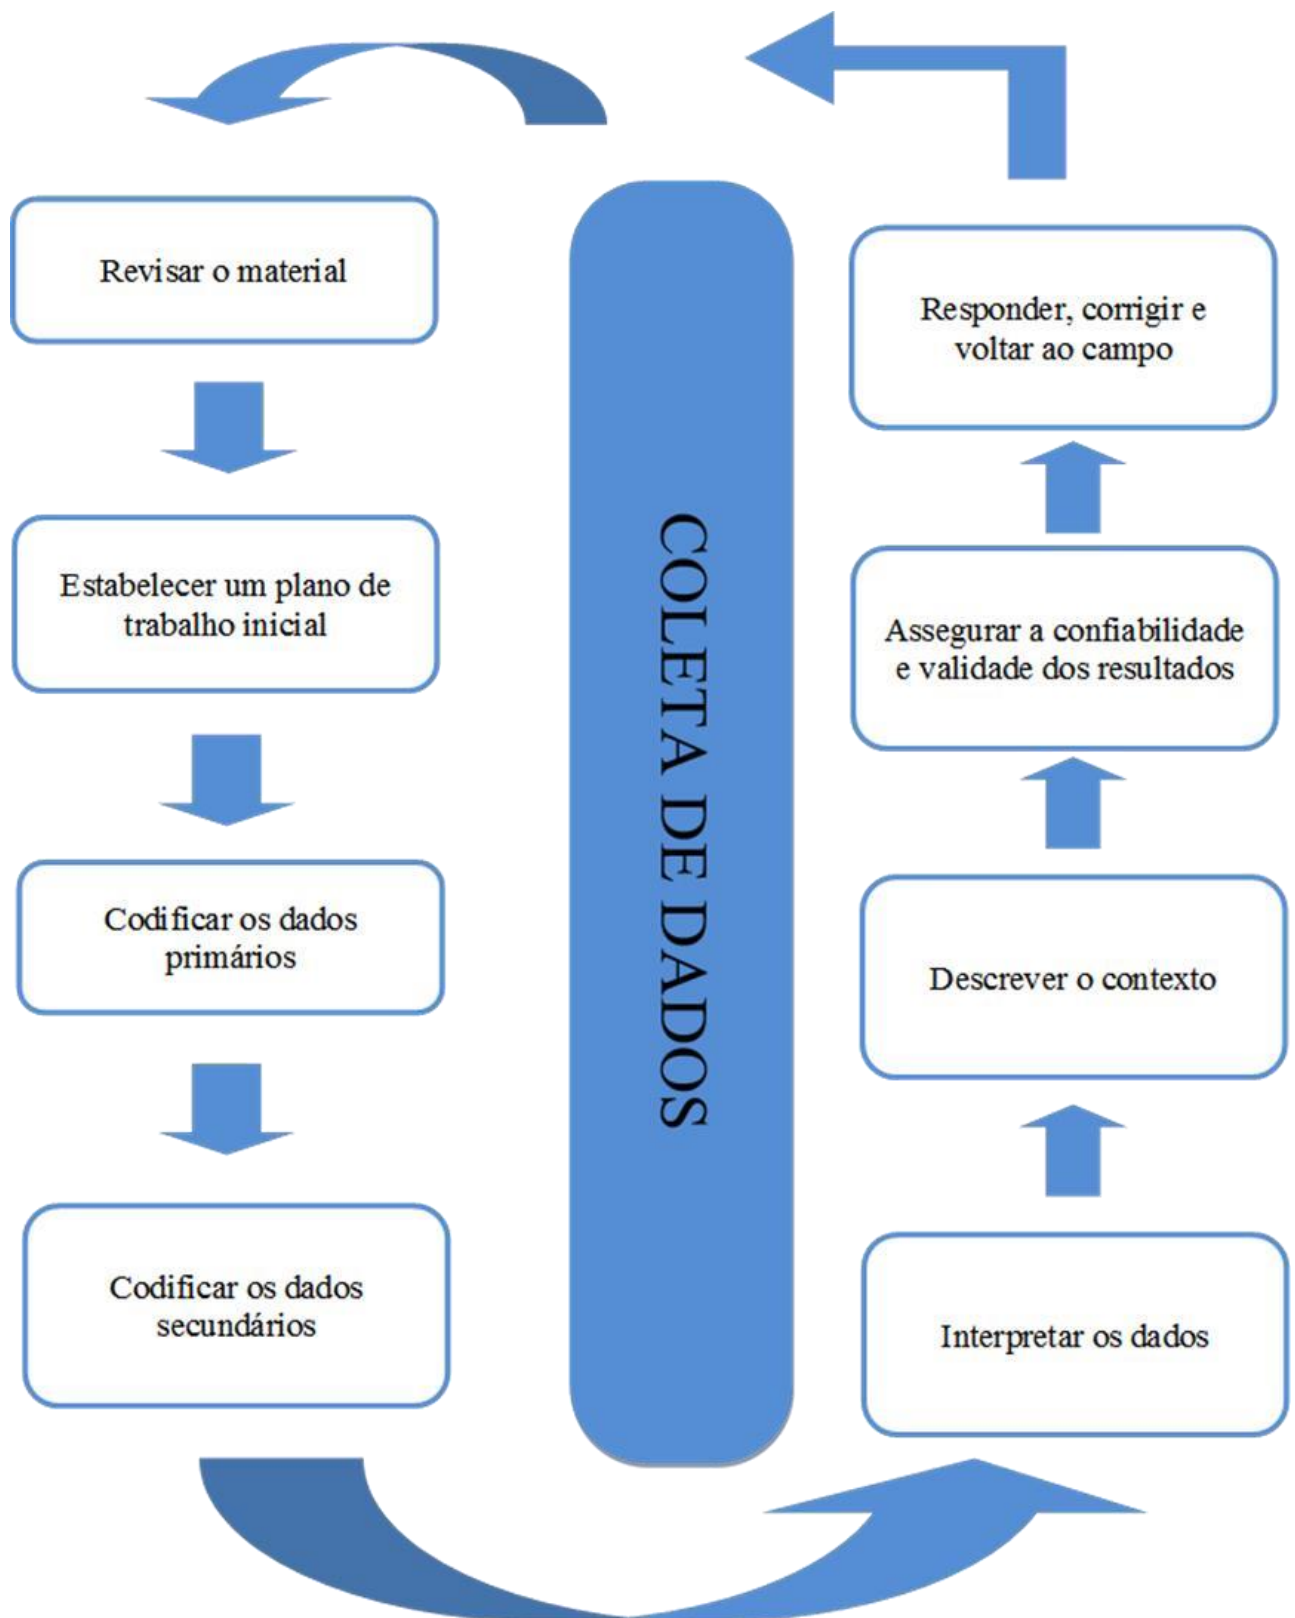 Revisar o material
Estabelecer um plano de
trabalho inicial
Codificar os dados
primários
Codificar os dados
secundários
COLETA DE DADOS
Responder, corrigir e
voltar ao campo
Assegurar a confiabilidade
e validade dos resultados
Descrever o contexto
Interpretar os dados